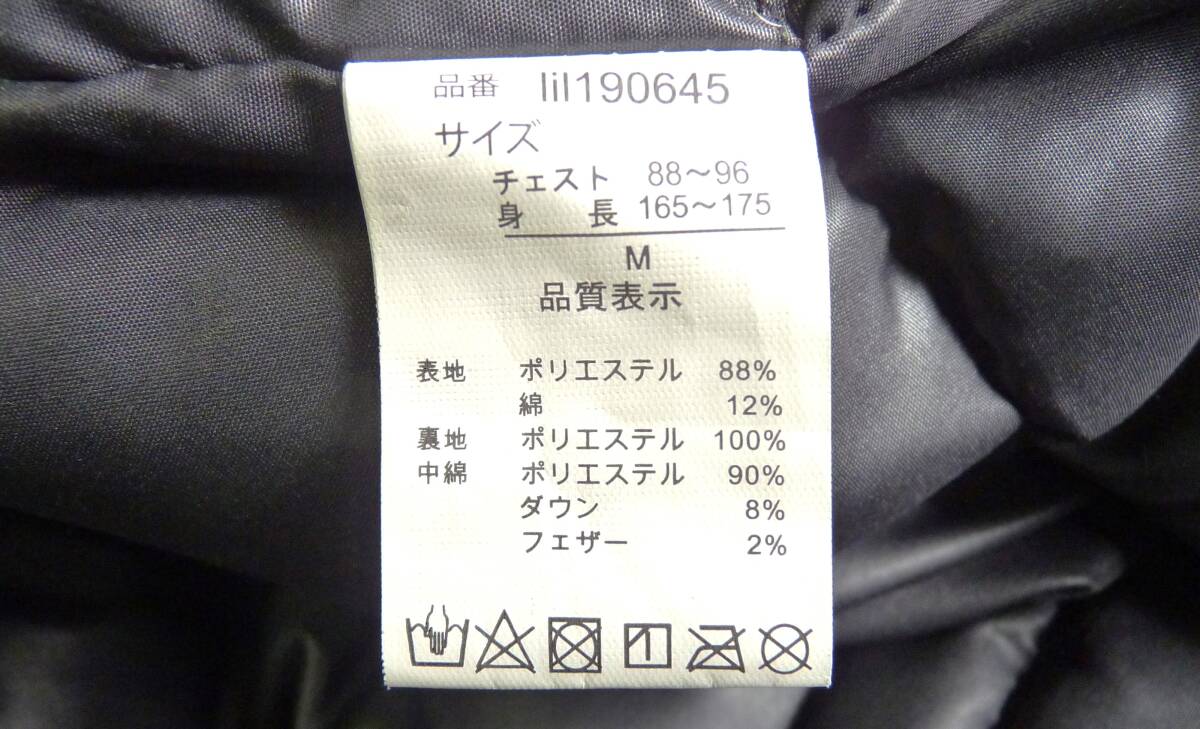 品番 lil190645
サイズ
チェスト 88～96
身長 165～175
M
品質表示
表地 ポリエステル 88%
綿 12%
裏地 ポリエステル 100%
中綿 ポリエステル 90%
ダウン 8%
フェザー 2%